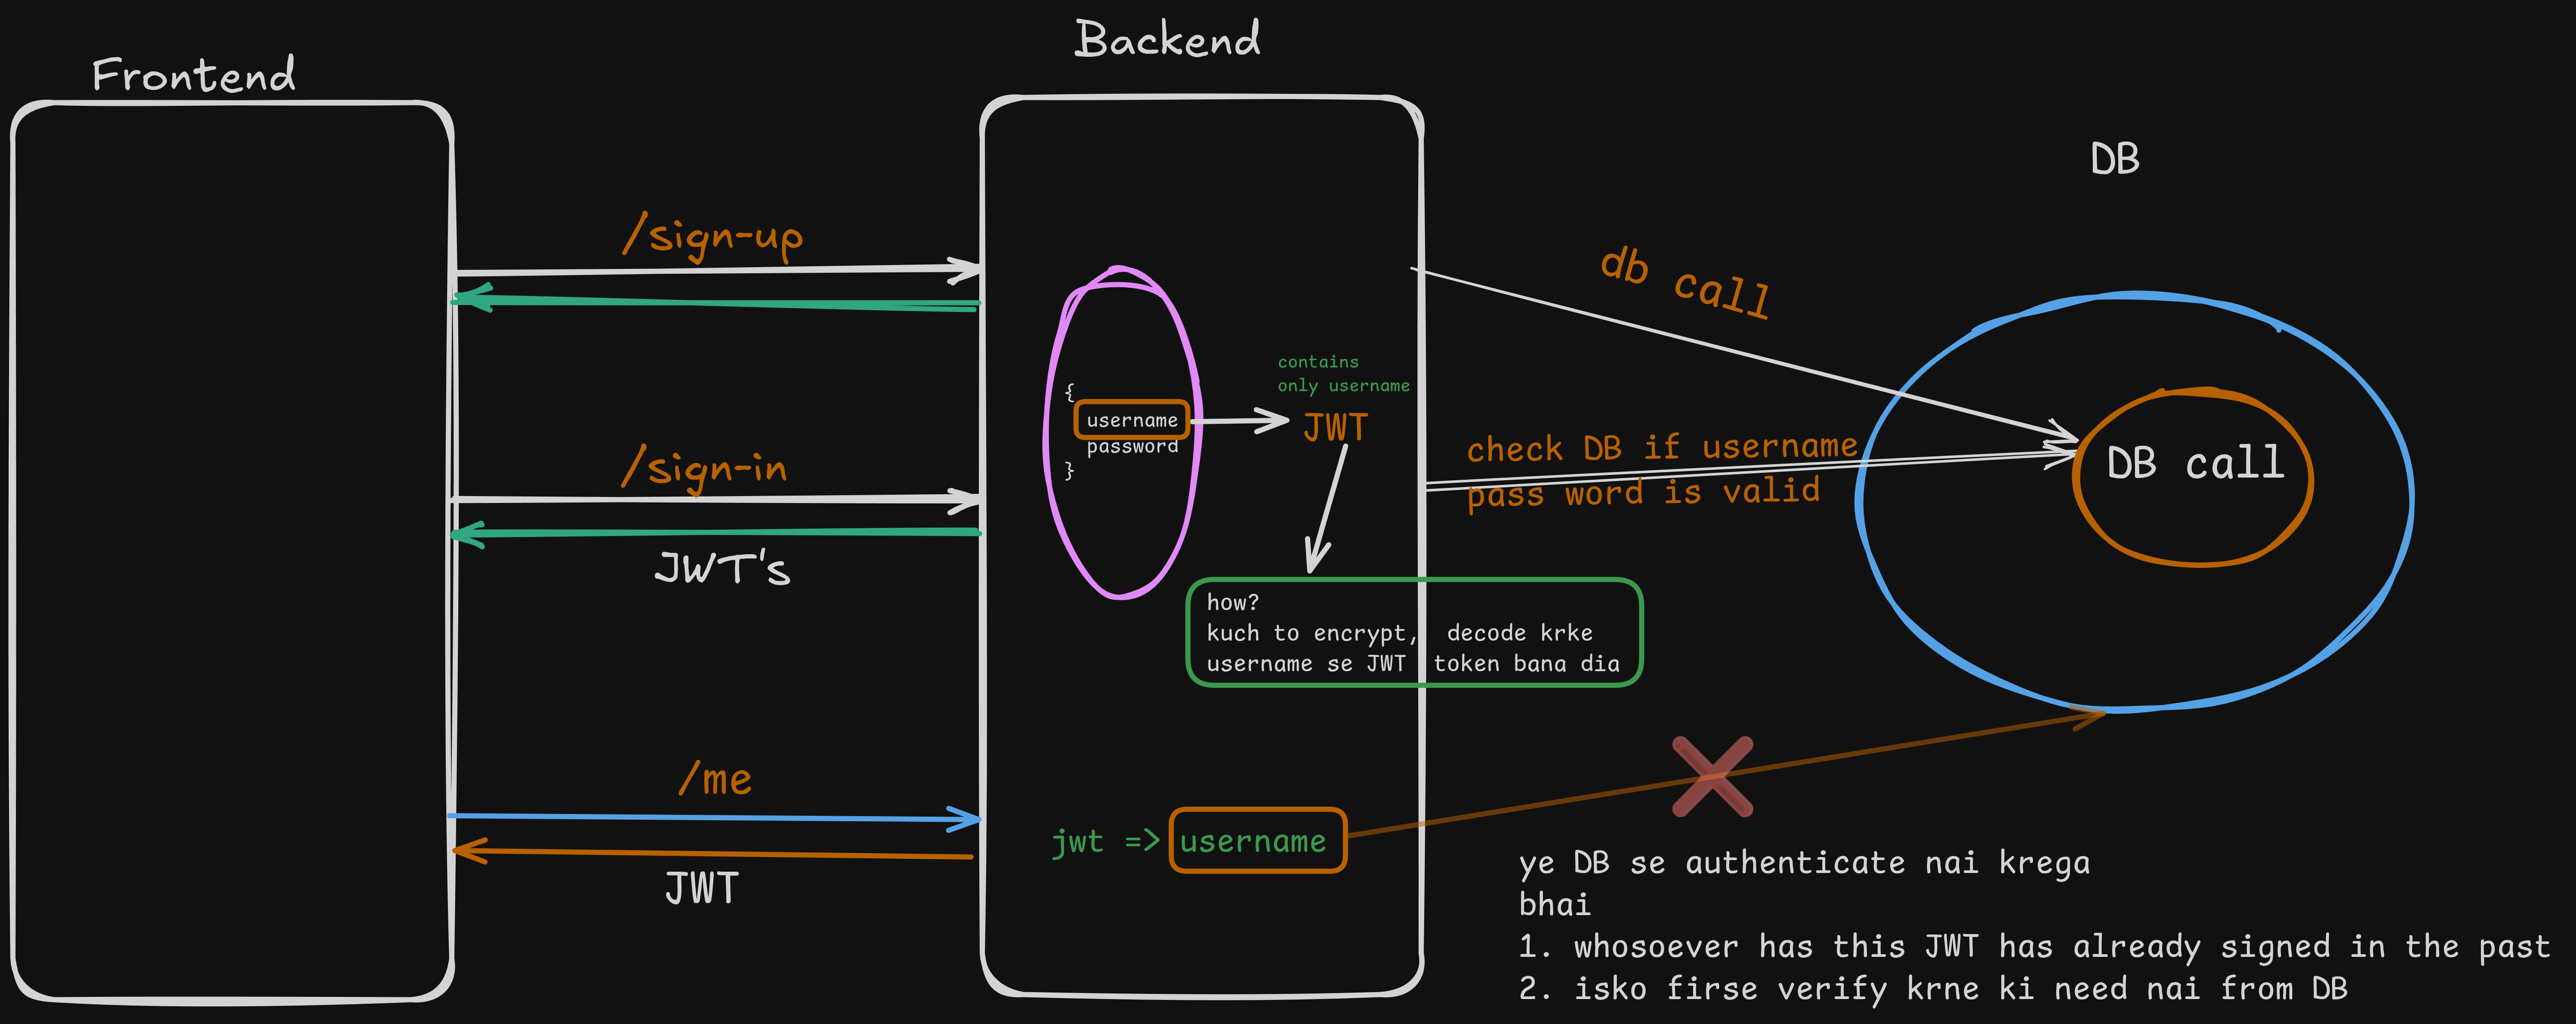 Frontend
Backend
DB
/sign-up
db call
contains
only username
{
username
password
}
JWT
/sign-in
JWT's
check DB if username
pass word is valid
DB call
how?
kuch to encrypt,  decode krke
username se JWT  token bana dia
/me
JWT
jwt => username
ye DB se authenticate nai krega
bhai
1. whosoever has this JWT has already signed in the past
2. isko firse verify krne ki need nai from DB